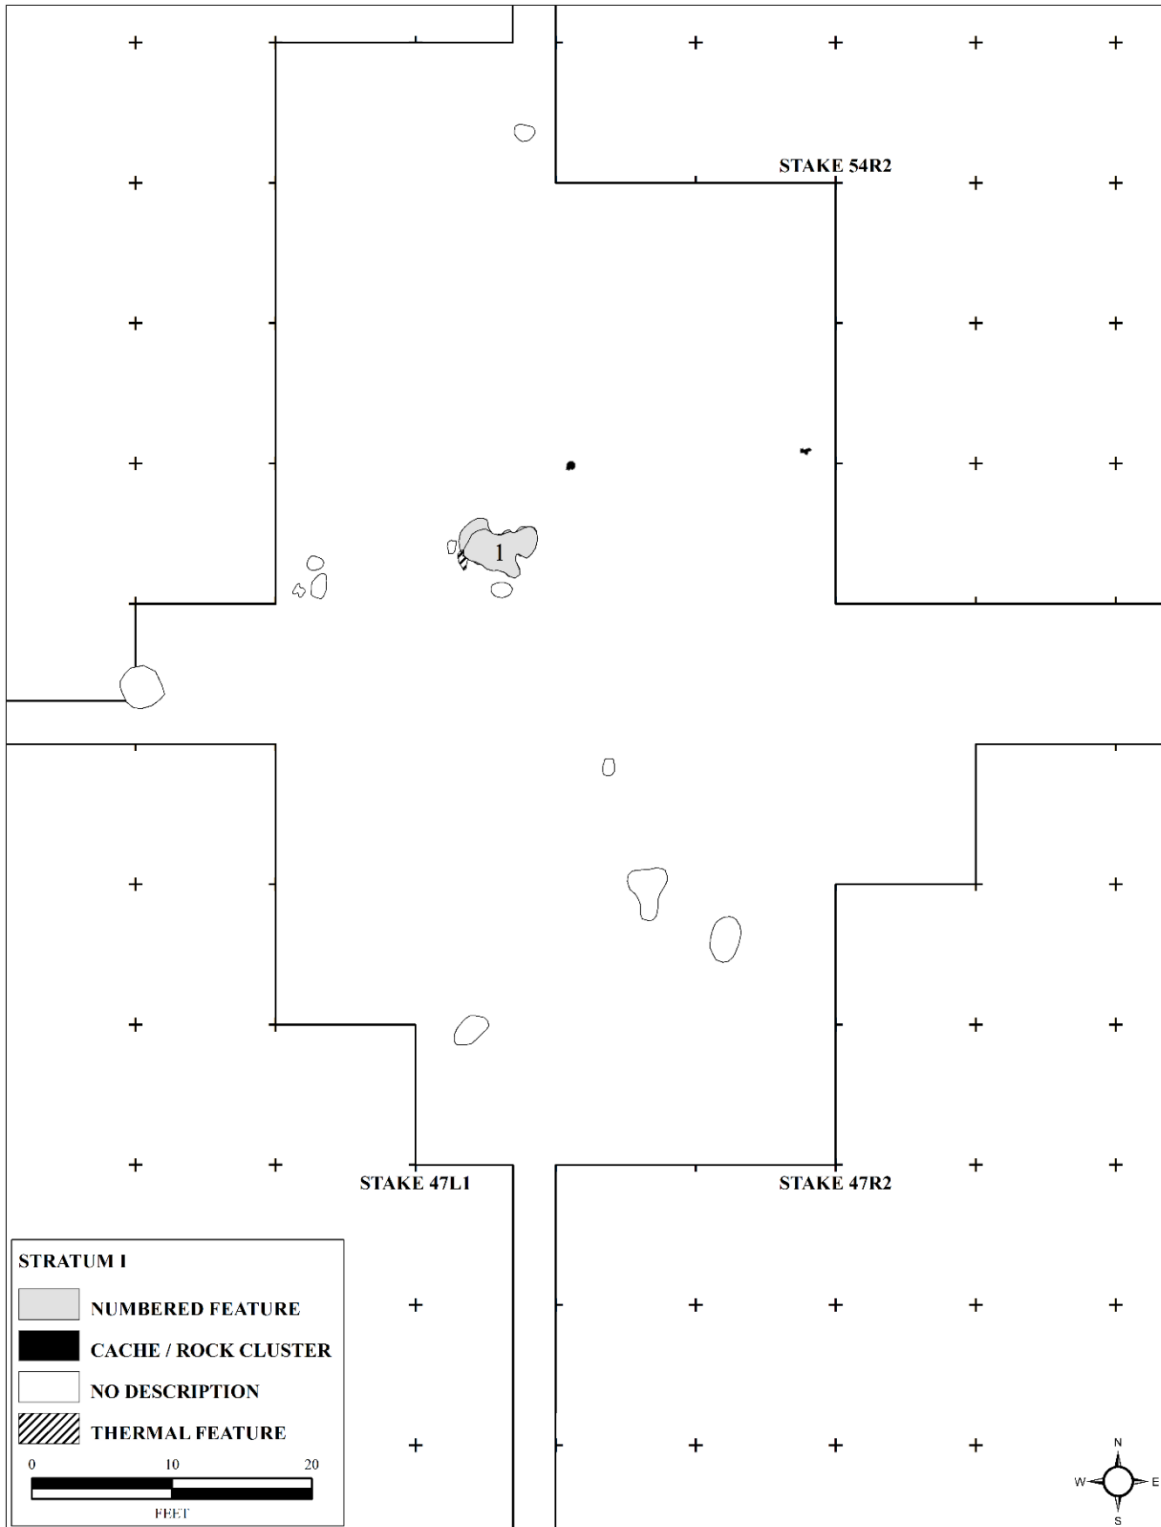 STAKE 54R2
1
STAKE 47L1
STAKE 47R2
STRATUM I
NUMBERED FEATURE
CACHE / ROCK CLUSTER
NO DESCRIPTION
THERMAL FEATURE
0 10 20
FEET
N
W E
S